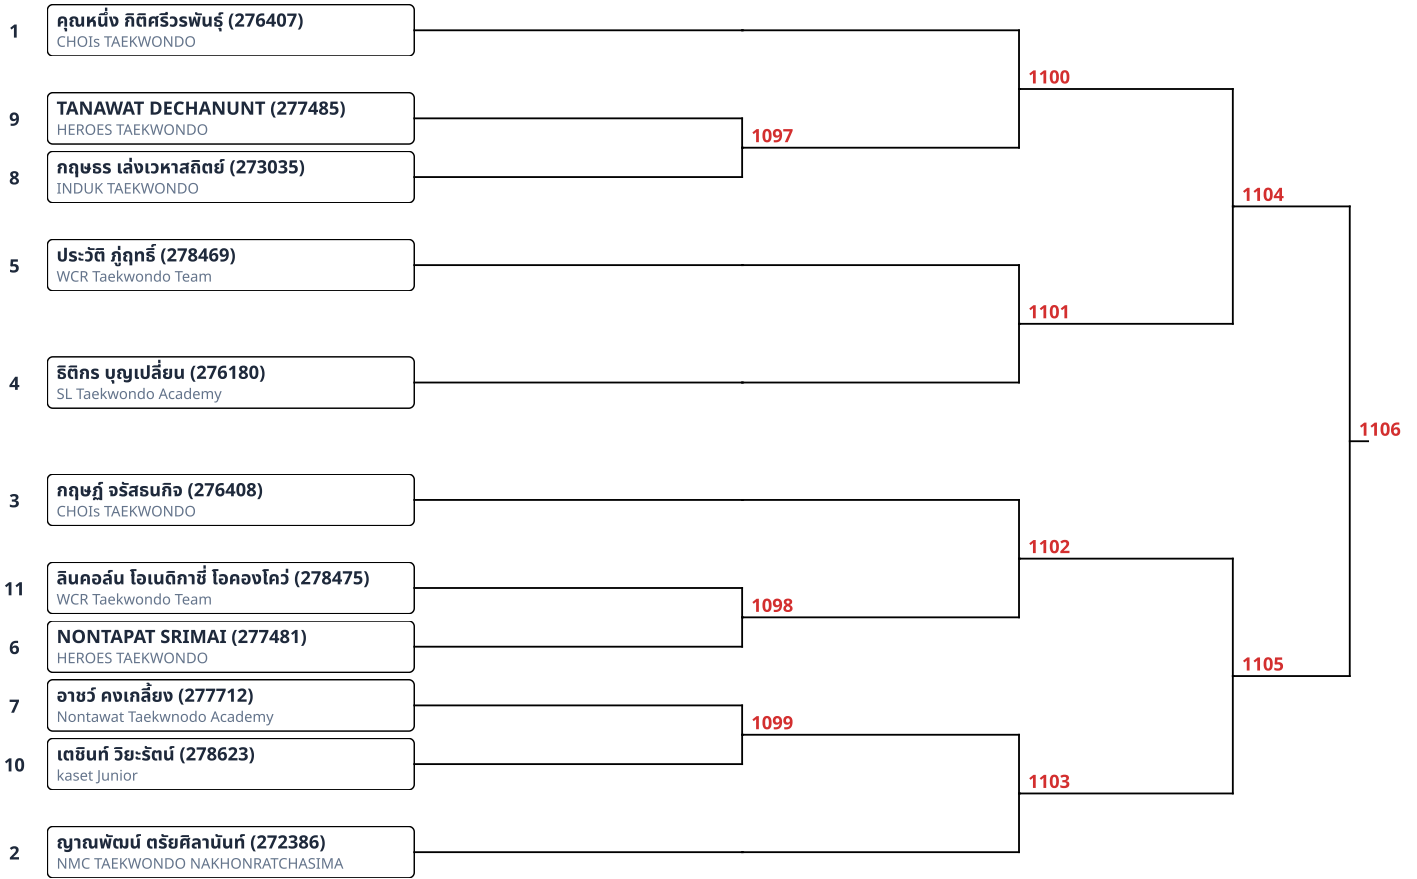 1
คุณหนึ่ง กิติศรีวรพันธุ์ (276407)
CHOIs TAEKWONDO
1100
9
TANAWAT DECHANUNT (277485)
HEROES TAEKWONDO
1097
8
กฤษธร เล่งเวหาสถิตย์ (273035)
INDUK TAEKWONDO
1104
5
ประวัติ ภู่ฤทธิ์ (278469)
WCR Taekwondo Team
1101
4
ธิติกร บุญเปลี่ยน (276180)
SL Taekwondo Academy
1106
3
กฤษฏ์ จรัสธนกิจ (276408)
CHOIs TAEKWONDO
1102
11
ลินคอล์น โอเนดิกาชี่ โอคองโคว่ (278475)
WCR Taekwondo Team
1098
6
NONTAPAT SRIMAI (277481)
HEROES TAEKWONDO
1105
7
อาชว์ คงเกลี้ยง (277712)
Nontawat Taekwnodo Academy
1099
10
เตชินท์ วิยะรัตน์ (278623)
kaset Junior
1103
2
ญาณพัฒน์ ตรัยศิลานันท์ (272386)
NMC TAEKWONDO NAKHONRATCHASIMA